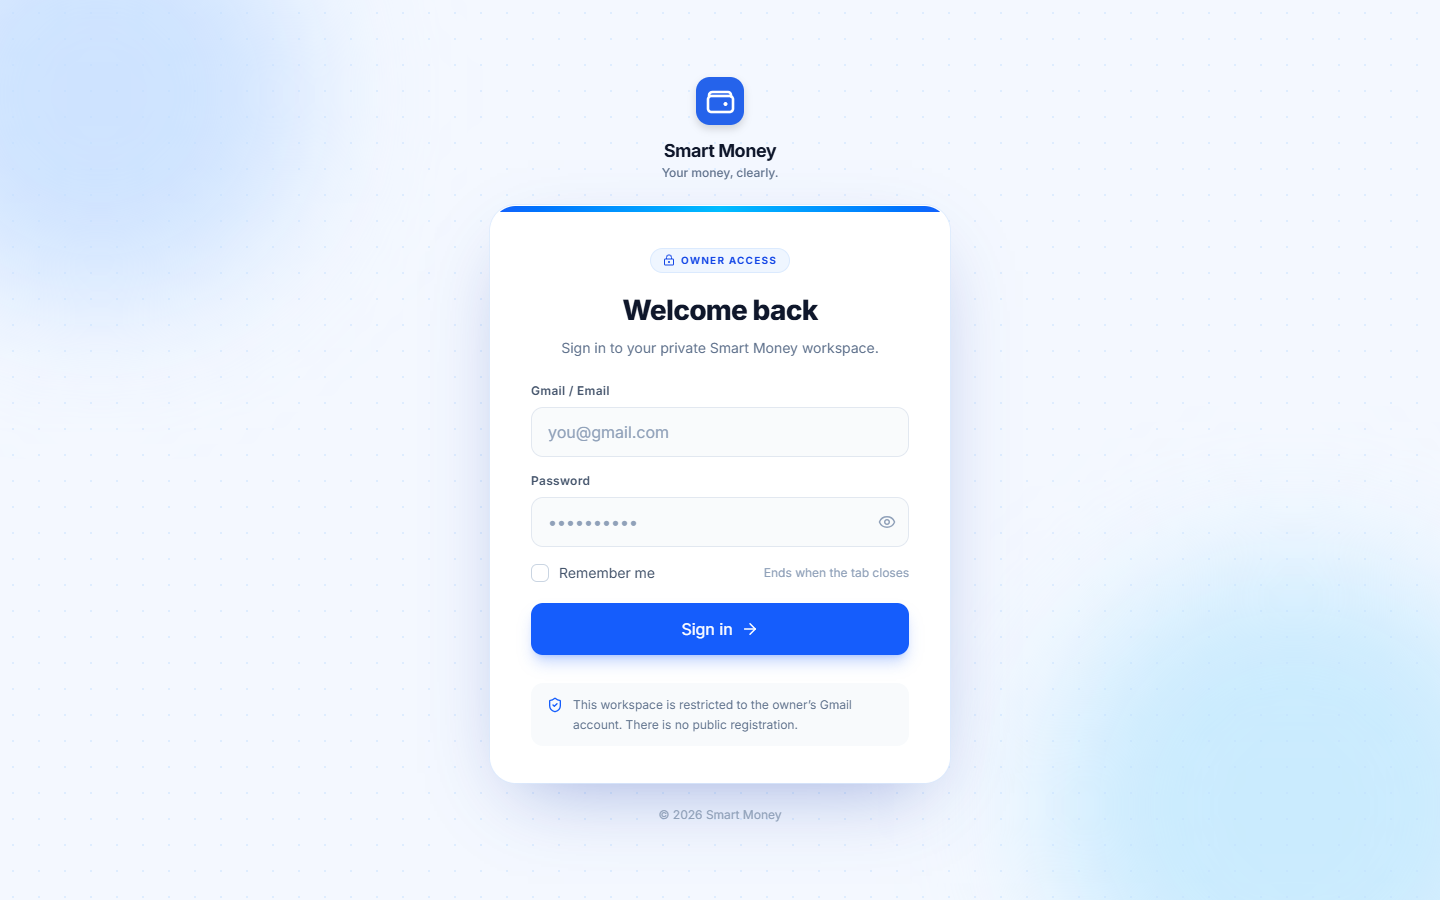 Smart Money
Your money, clearly.
OWNER ACCESS
Welcome back
Sign in to your private Smart Money workspace.
Gmail / Email
you@gmail.com
Password
••••••••••
Remember me
Ends when the tab closes
Sign in →
This workspace is restricted to the owner’s Gmail
account. There is no public registration.
© 2026 Smart Money